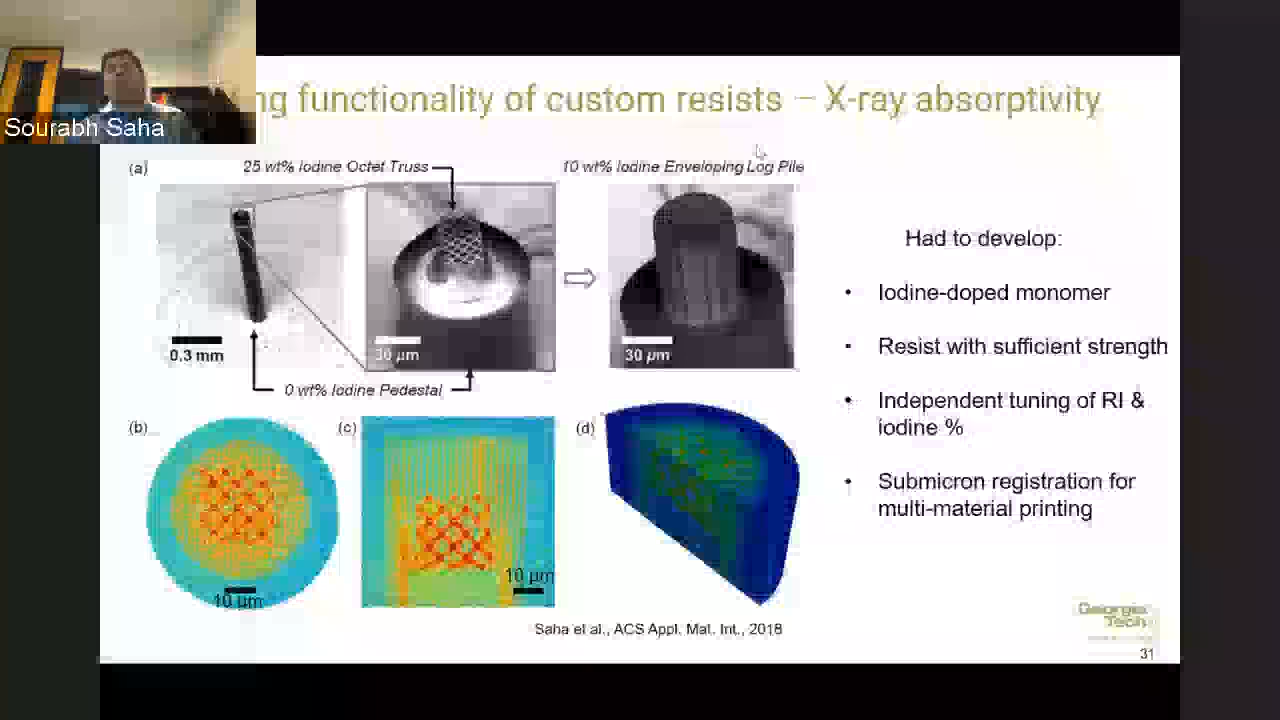 ng functionality of custom resists – X-ray absorptivity
Sourabh Saha
(a)
25 wt% Iodine Octet Truss
10 wt% Iodine Enveloping Log Pile
0.3 mm
30 µm
30 µm
0 wt% Iodine Pedestal
(b)
(c)
(d)
10 µm
10 µm
Had to develop:
• Iodine-doped monomer
• Resist with sufficient strength
• Independent tuning of RI &
iodine %
• Submicron registration for
multi-material printing
Saha et al., ACS Appl. Mat. Int., 2018
Georgia
Tech
31